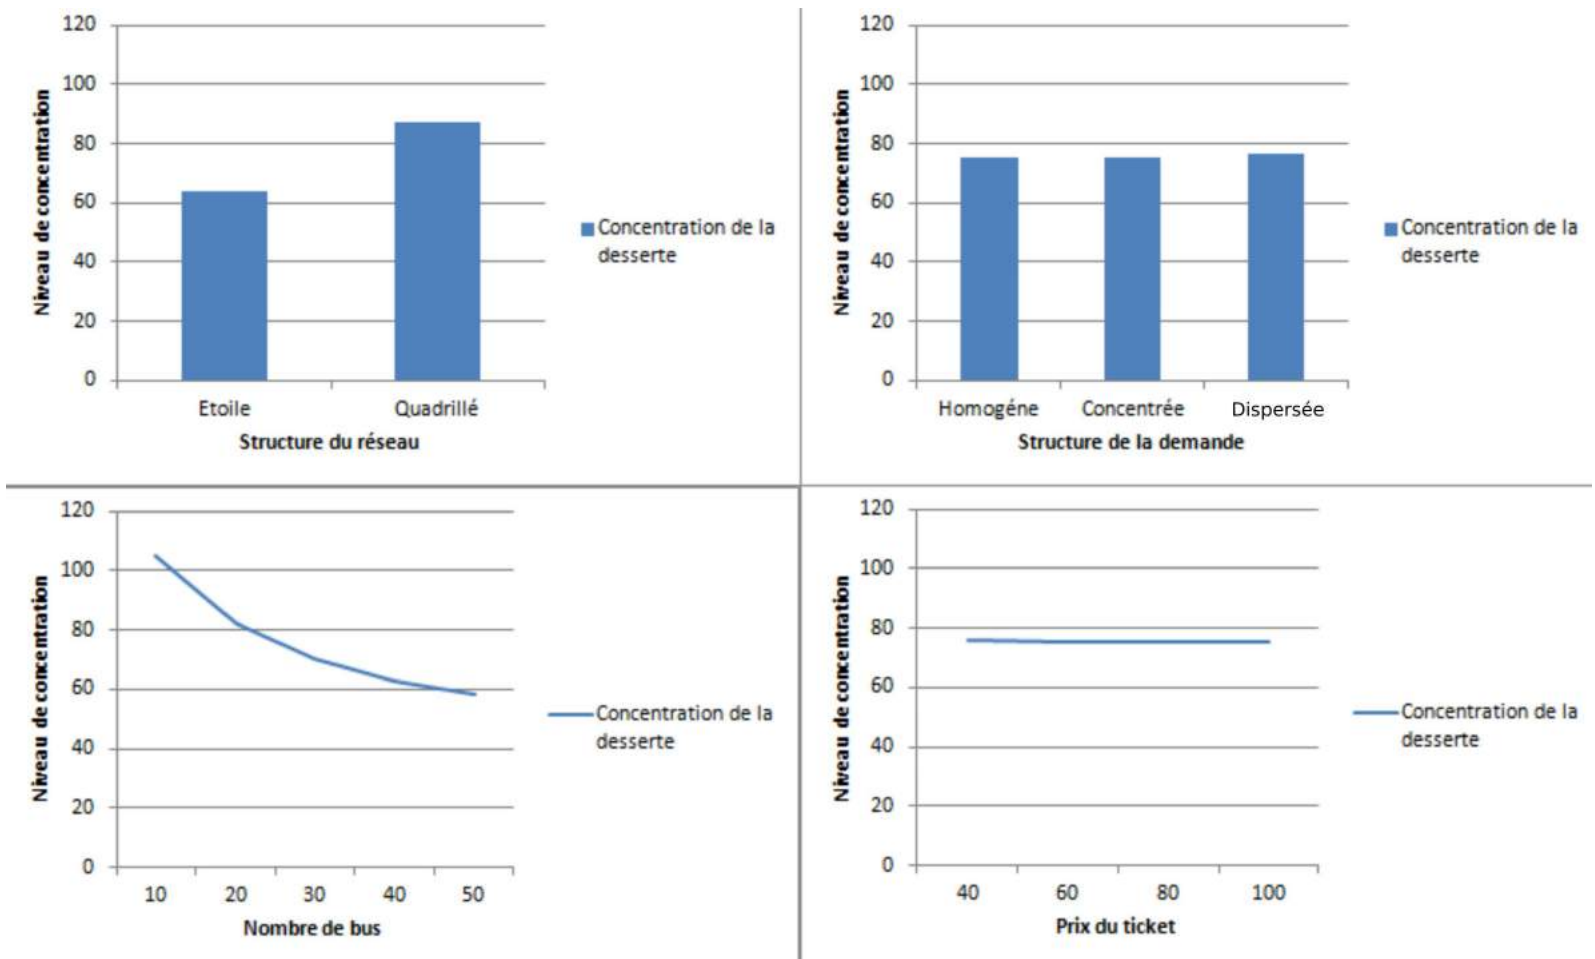 120
100
80
60
40
20
0
Niveau de concentration
Etoile Quadrillé
Structure du réseau
Concentration de la
desserte
120
100
80
60
40
20
0
Niveau de concentration
Homogéne Concentrée Dispersée
Structure de la demande
Concentration de la
desserte
120
100
80
60
40
20
0
Niveau de concentration
10 20 30 40 50
Nombre de bus
Concentration de la
desserte
120
100
80
60
40
20
0
Niveau de concentration
40 60 80 100
Prix du ticket
Concentration de la
desserte